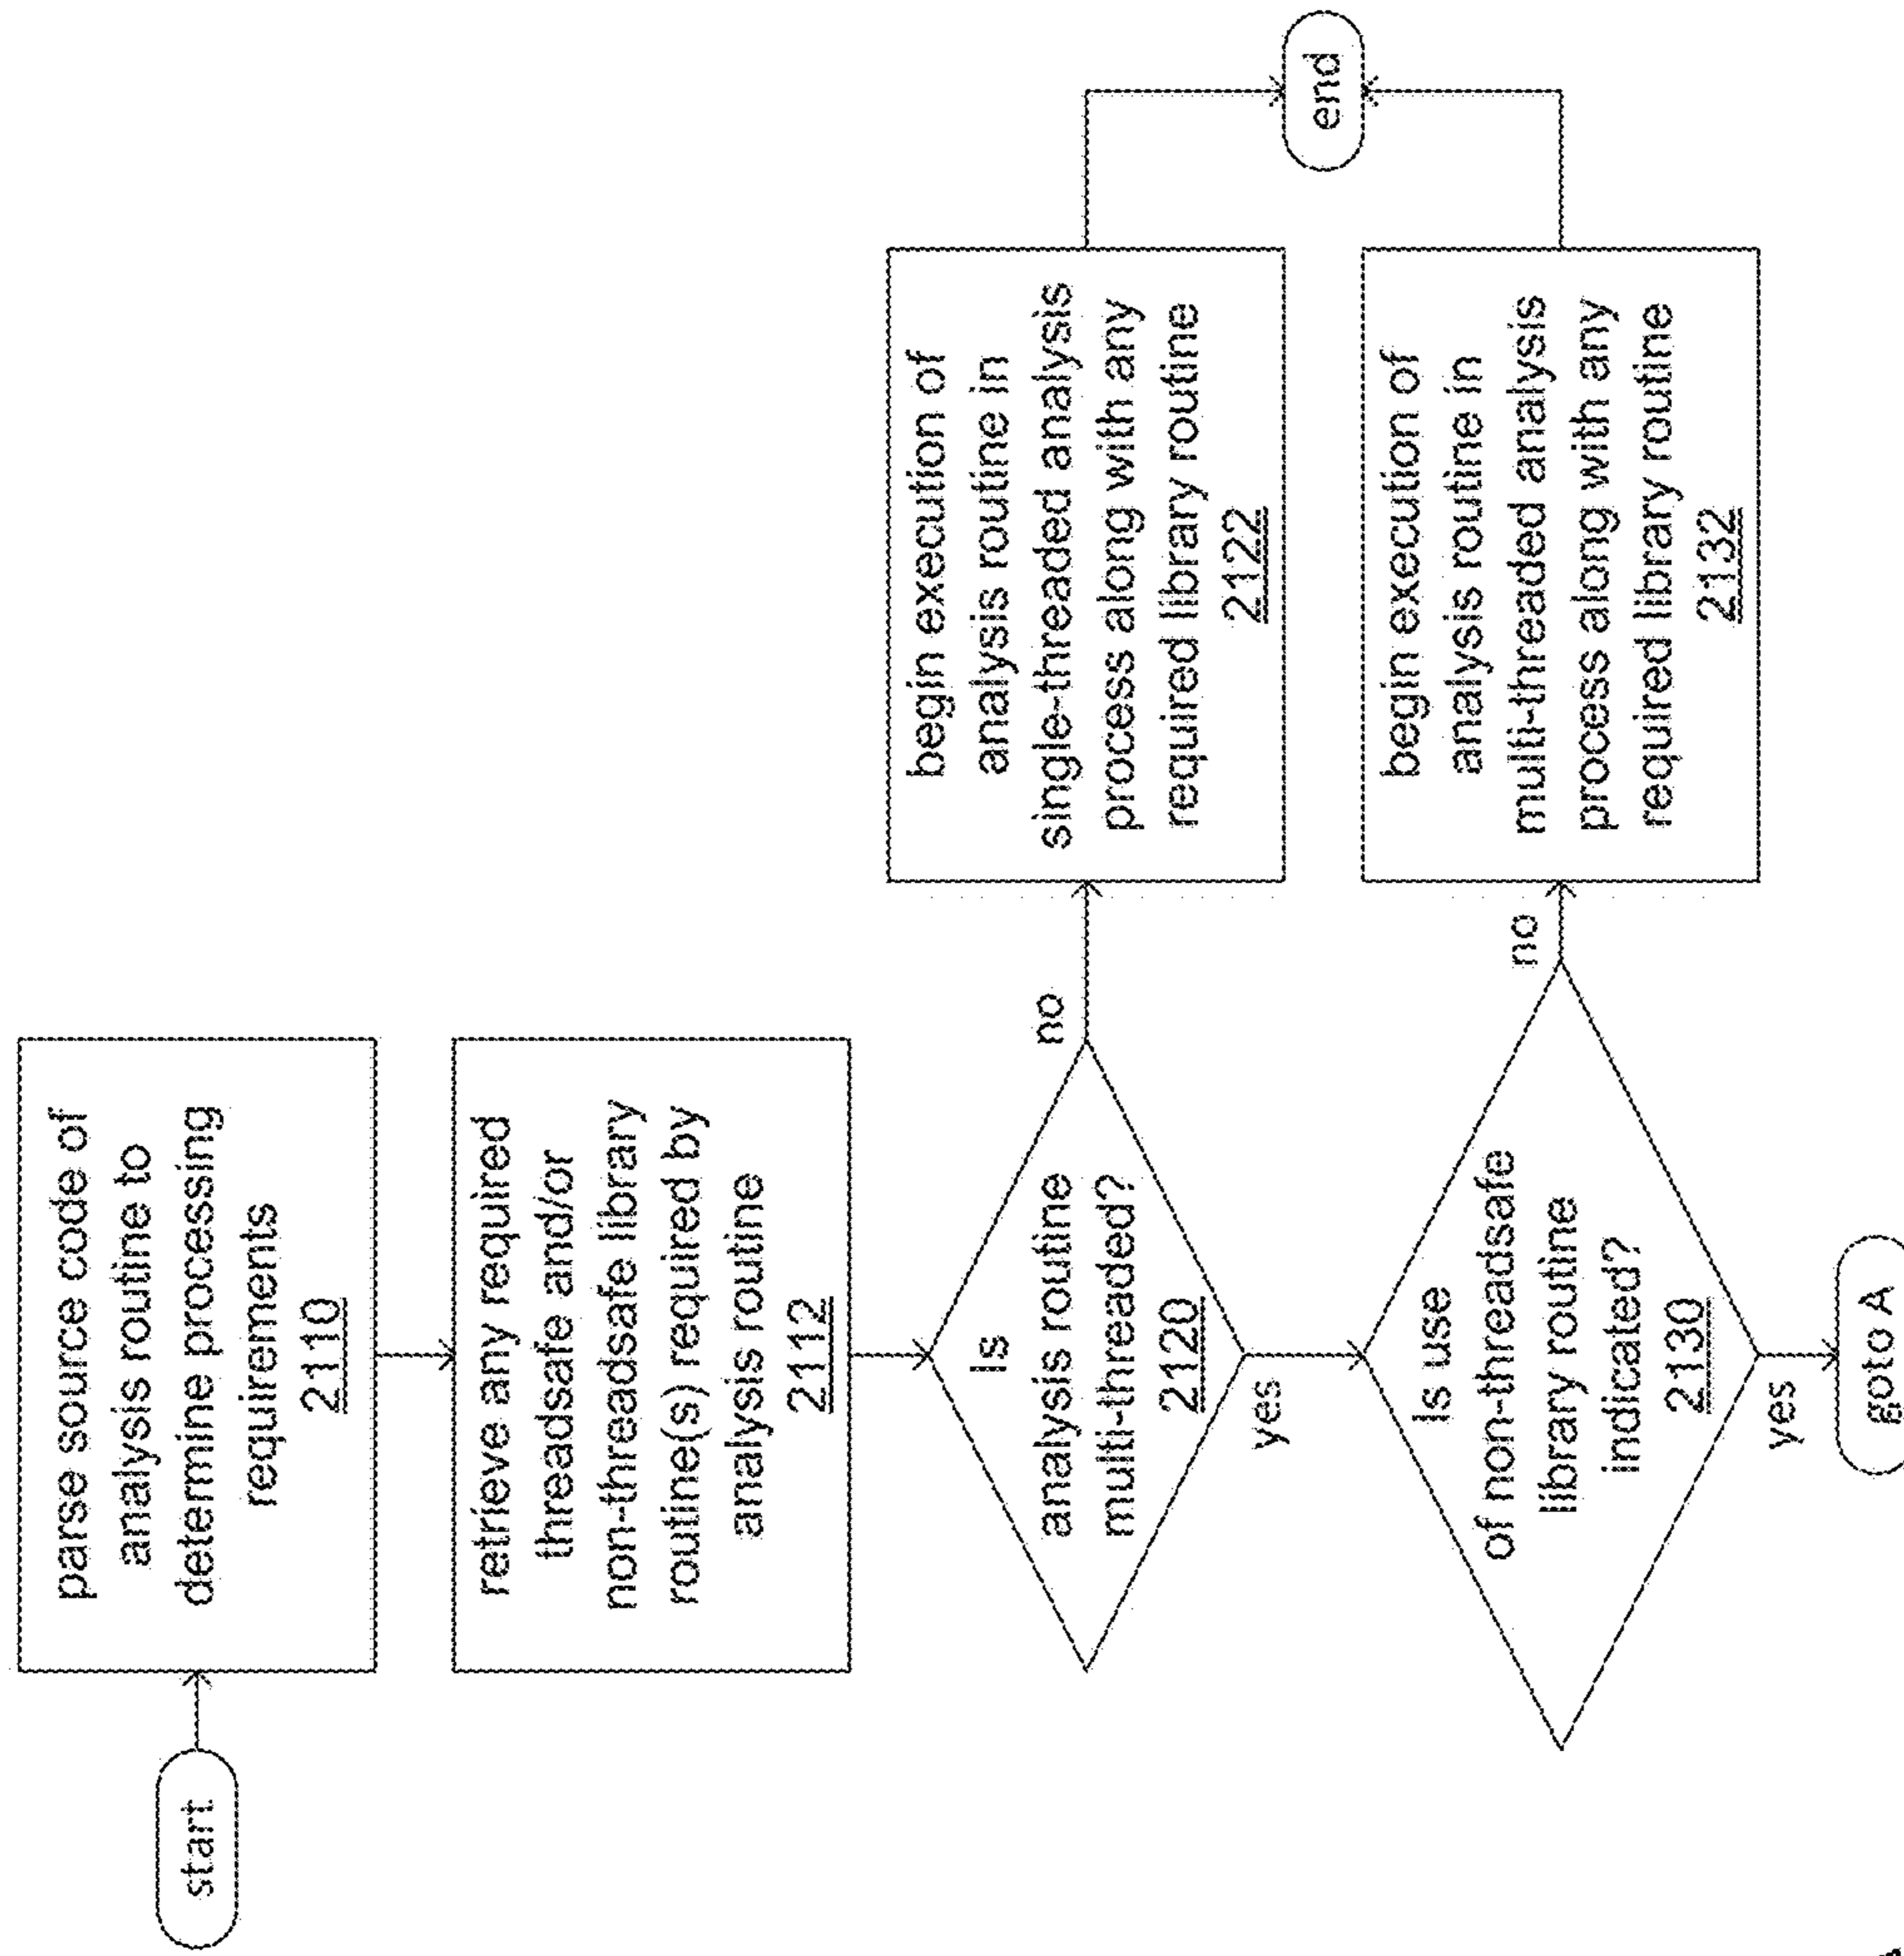 start
parse source code of
analysis routine to
determine processing
requirements
2110
retrieve any required
threadsafe and/or
non-threadsafe library
routine(s) required by
analysis routine
2112
Is
analysis routine
multi-threaded?
2120
no
begin execution of
analysis routine in
single-threaded analysis
process along with any
required library routine
2122
yes
Is use
of non-threadsafe
library routine
indicated?
2130
no
begin execution of
analysis routine in
multi-threaded analysis
process along with any
required library routine
2132
end
yes
goto A